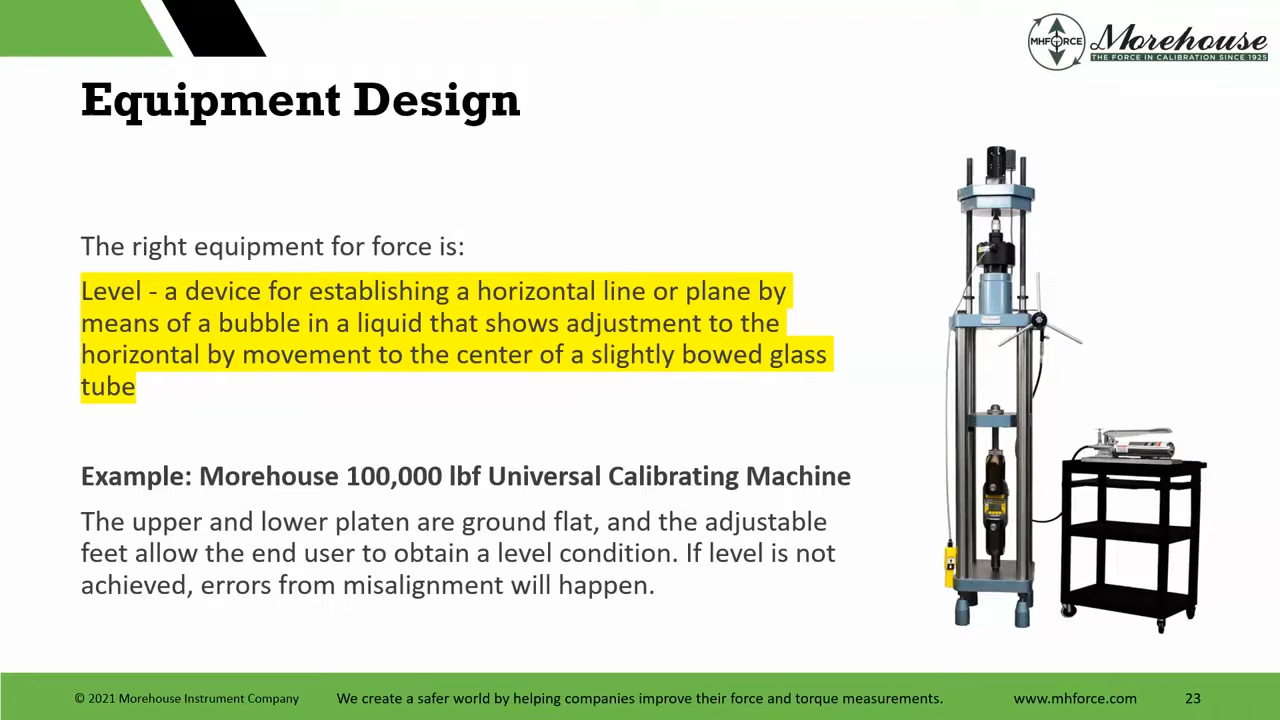 MHFORCE
Morehouse
THE FORCE IN CALIBRATION SINCE 1925
Equipment Design
The right equipment for force is:
Level - a device for establishing a horizontal line or plane by
means of a bubble in a liquid that shows adjustment to the
horizontal by movement to the center of a slightly bowed glass
tube
Example: Morehouse 100,000 lbf Universal Calibrating Machine
The upper and lower platen are ground flat, and the adjustable
feet allow the end user to obtain a level condition. If level is not
achieved, errors from misalignment will happen.
© 2021 Morehouse Instrument Company
We create a safer world by helping companies improve their force and torque measurements.
www.mhforce.com
23